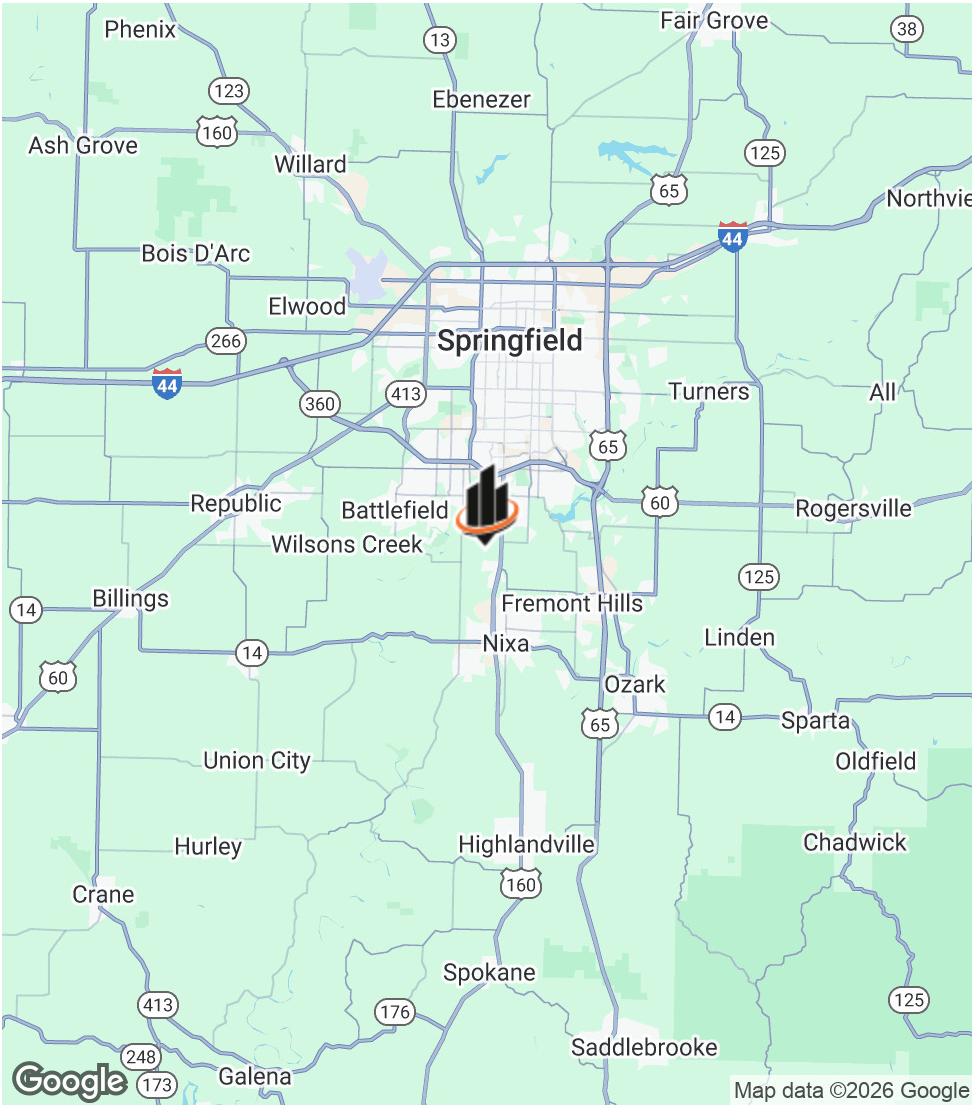 Fair Grove
Phenix
38
13
123
Ebenezer
160
Ash Grove
125
Willard
65
Northvie
44
Bois D'Arc
Elwood
266
Springfield
44
360
413
Turners
All
65
Republic
Battlefield
60
Rogersville
Wilsons Creek
125
14
Billings
Fremont Hills
14
Nixa
Linden
60
Ozark
65
14
Sparta
Union City
Oldfield
Hurley
Highlandville
Chadwick
160
Crane
Spokane
413
176
125
248
Saddlebrooke
173
Galena
Google
Map data ©2026 Google